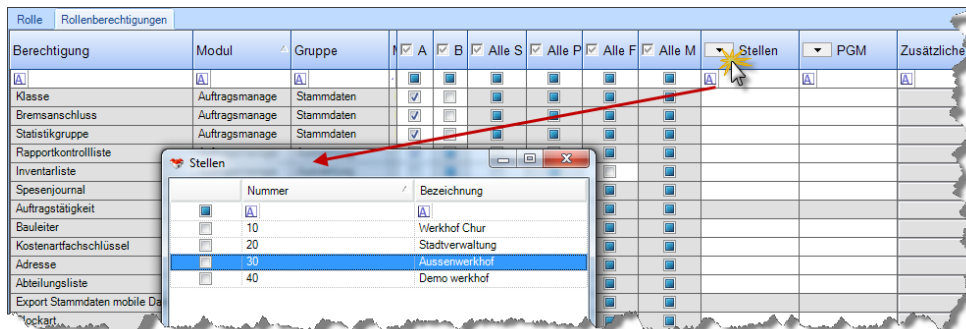 Rolle Rollenberechtigungen
Berechtigung Modul Gruppe A B Alle S Alle P Alle F Alle M Stellen PGM Zusätzliche
A A A A A A
Klasse Auftragsmanage Stammdaten
Bremsanschluss Auftragsmanage Stammdaten
Statistikgruppe Auftragsmanage Stammdaten
Rapportkontrollliste
Inventarliste
Spesenjournal
Auftragstätigkeit
Bauleiter
Kostenartfachschlüssel
Adresse
Abteilungsliste
Export Stammdaten mobile Da
Stellen
Nummer Bezeichnung
A A
10 Werkhof Chur
20 Stadtverwaltung
30 Aussenwerkhof
40 Demo werkhof